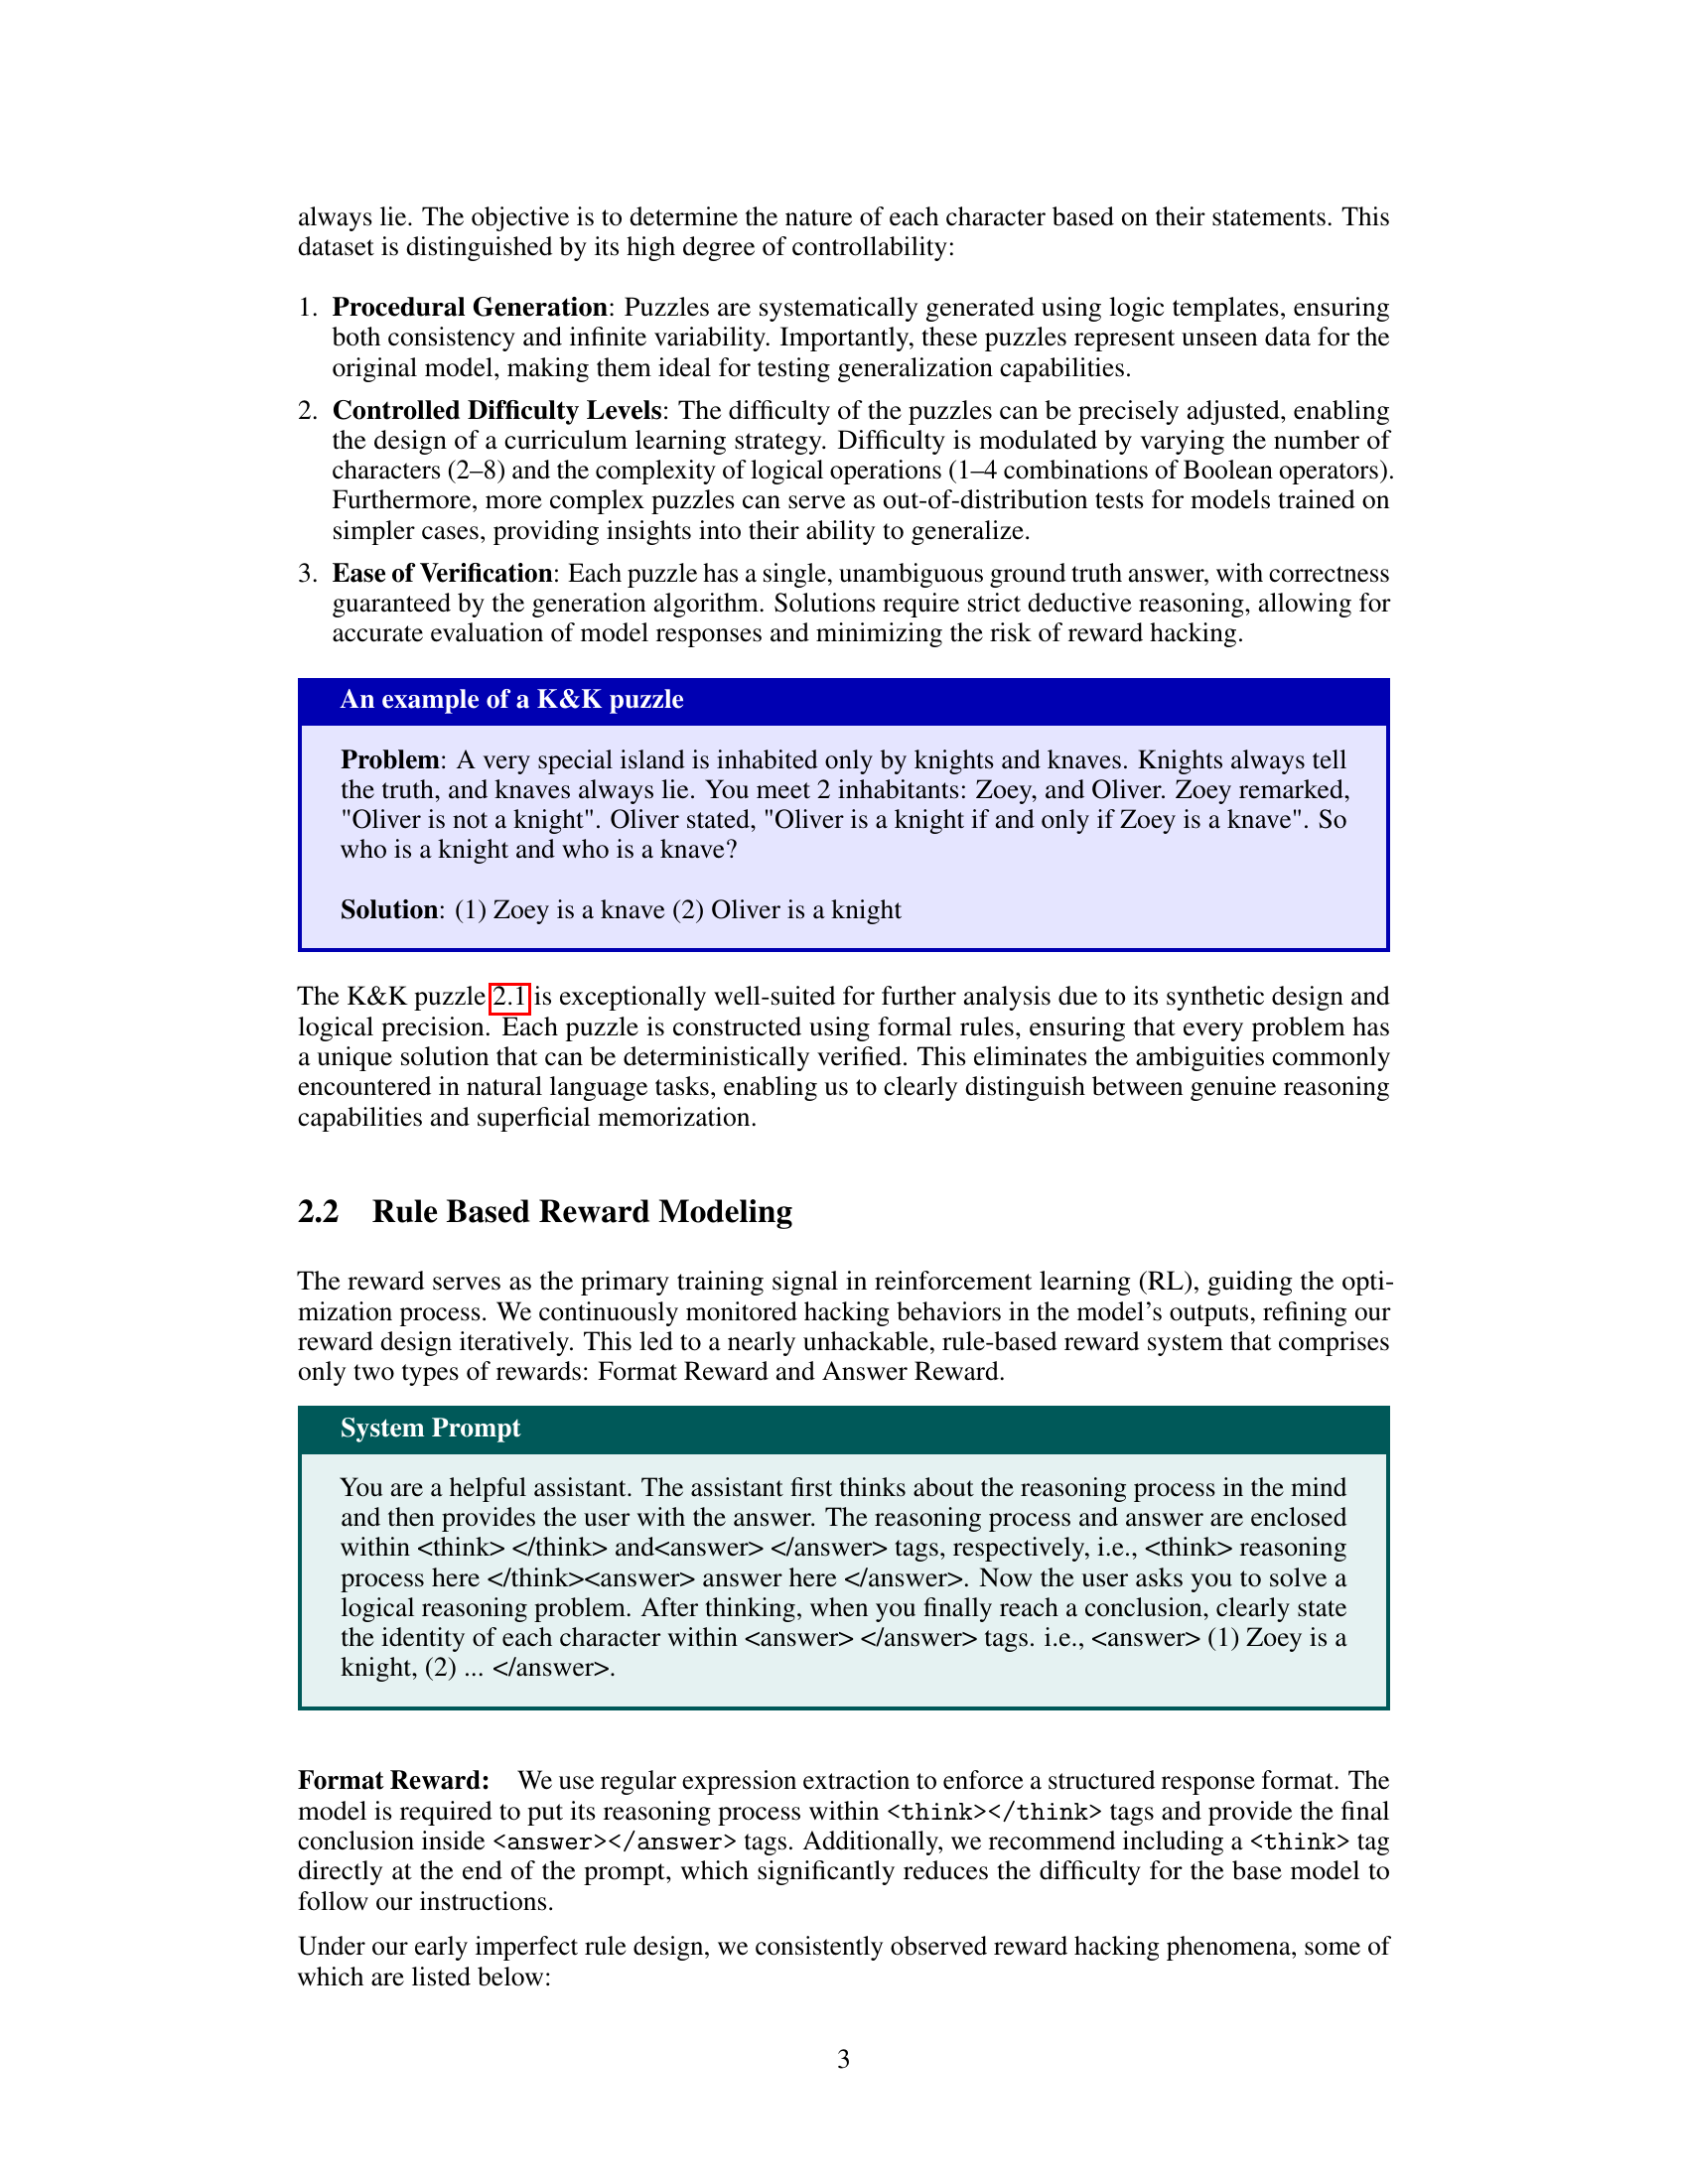 always lie. The objective is to determine the nature of each character based on their statements. This
dataset is distinguished by its high degree of controllability:
1. Procedural Generation: Puzzles are systematically generated using logic templates, ensuring
both consistency and infinite variability. Importantly, these puzzles represent unseen data for the
original model, making them ideal for testing generalization capabilities.
2. Controlled Difficulty Levels: The difficulty of the puzzles can be precisely adjusted, enabling
the design of a curriculum learning strategy. Difficulty is modulated by varying the number of
characters (2–8) and the complexity of logical operations (1–4 combinations of Boolean operators).
Furthermore, more complex puzzles can serve as out-of-distribution tests for models trained on
simpler cases, providing insights into their ability to generalize.
3. Ease of Verification: Each puzzle has a single, unambiguous ground truth answer, with correctness
guaranteed by the generation algorithm. Solutions require strict deductive reasoning, allowing for
accurate evaluation of model responses and minimizing the risk of reward hacking.
An example of a K&K puzzle
Problem: A very special island is inhabited only by knights and knaves. Knights always tell
the truth, and knaves always lie. You meet 2 inhabitants: Zoey, and Oliver. Zoey remarked,
"Oliver is not a knight". Oliver stated, "Oliver is a knight if and only if Zoey is a knave". So
who is a knight and who is a knave?
Solution: (1) Zoey is a knave (2) Oliver is a knight
The K&K puzzle 2.1 is exceptionally well-suited for further analysis due to its synthetic design and
logical precision. Each puzzle is constructed using formal rules, ensuring that every problem has
a unique solution that can be deterministically verified. This eliminates the ambiguities commonly
encountered in natural language tasks, enabling us to clearly distinguish between genuine reasoning
capabilities and superficial memorization.
2.2 Rule Based Reward Modeling
The reward serves as the primary training signal in reinforcement learning (RL), guiding the opti-
mization process. We continuously monitored hacking behaviors in the model's outputs, refining our
reward design iteratively. This led to a nearly unhackable, rule-based reward system that comprises
only two types of rewards: Format Reward and Answer Reward.
System Prompt
You are a helpful assistant. The assistant first thinks about the reasoning process in the mind
and then provides the user with the answer. The reasoning process and answer are enclosed
within <think> </think> and<answer> </answer> tags, respectively, i.e., <think> reasoning
process here </think><answer> answer here </answer>. Now the user asks you to solve a
logical reasoning problem. After thinking, when you finally reach a conclusion, clearly state
the identity of each character within <answer> </answer> tags. i.e., <answer> (1) Zoey is a
knight, (2) ... </answer>.
Format Reward: We use regular expression extraction to enforce a structured response format. The
model is required to put its reasoning process within <think></think> tags and provide the final
conclusion inside <answer></answer> tags. Additionally, we recommend including a <think> tag
directly at the end of the prompt, which significantly reduces the difficulty for the base model to
follow our instructions.
Under our early imperfect rule design, we consistently observed reward hacking phenomena, some of
which are listed below:
3